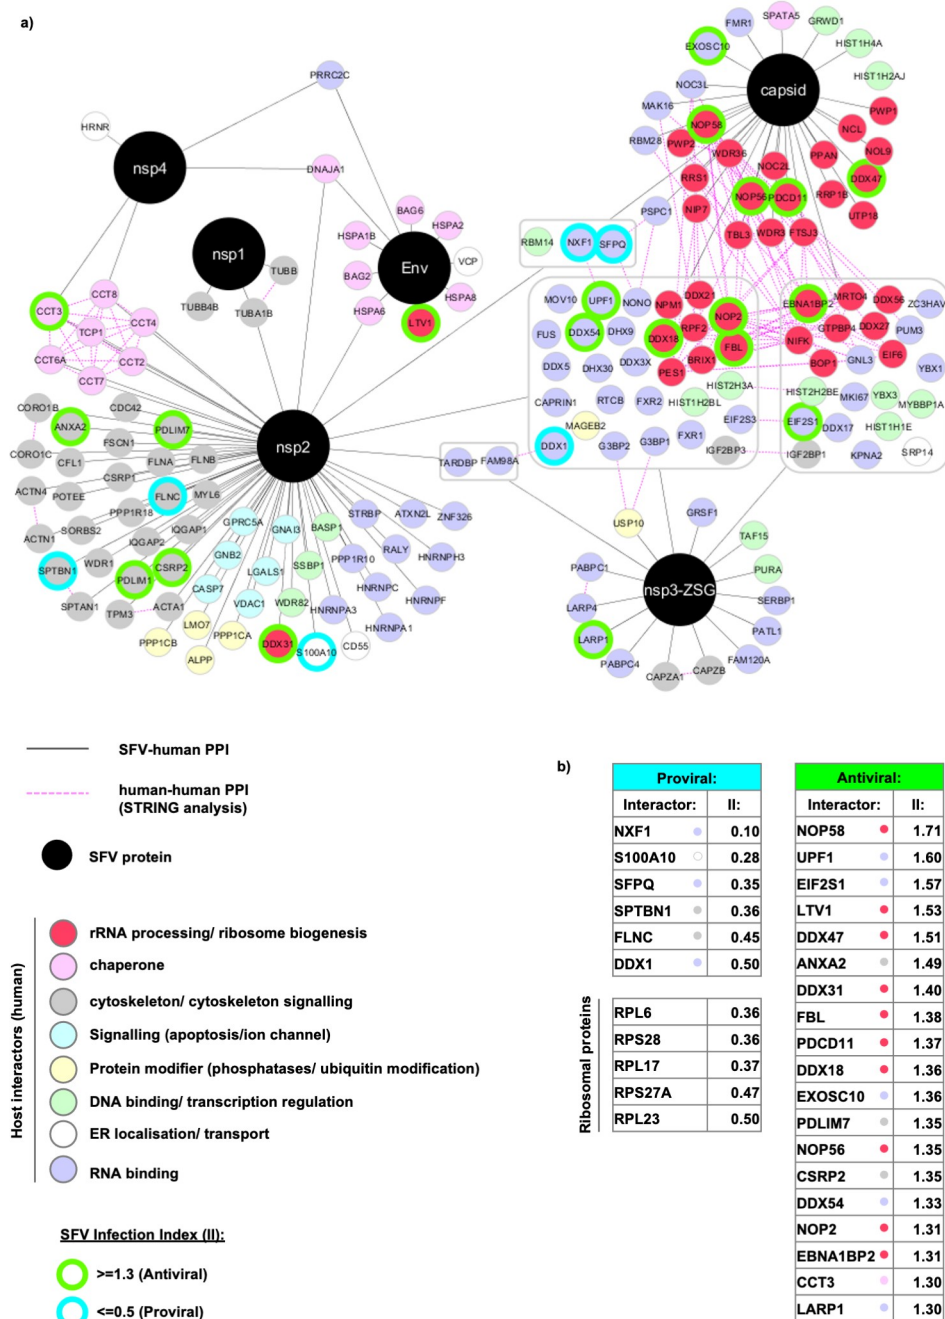 a)
SPATA5
FMR1
GRWD1
EXOSC10
HIST1H4A
HIST1H2AJ
PRRC2C
NOC3L
capsid
MAK16
PWP1
HRNR
NOP58
NCL
RBM28
PWP2
WDR36
NOL9
PPAN
nsp4
DNAJA1
NOC2L
RRS1
DDX47
NOP56
PDCD11
RRP1B
BAG6
PSPC1
NIP7
UTP18
HSPA2
HSPA1B
TBL3
WDR3
FTSJ3
RBM14
NXF1
SFPQ
nsp1
Env
VCP
TUBB
BAG2
HSPA8
CCT8
TUBB4B
TUBA1B
HSPA6
LTV1
CCT3
CCT4
TCP1
CCT6A
CCT2
CCT7
MOV10
UPF1
NONO
NPM1
DDX21
NOP2
EBNA1BP2
MRTO4
DDX56
ZC3HAV
FUS
DDX54
DHX9
DDX18
RPF2
FBL
NIFK
GTPBP4
DDX27
PUM3
DDX5
DHX30
DDX3X
PES1
BRIX1
BOP1
GNL3
EIF6
YBX1
CAPRIN1
RTCB
FXR2
HIST1H2BL
HIST2H3A
HIST2H2BE
MKI67
YBX3
MYBBP1A
MAGEB2
EIF2S3
EIF2S1
DDX17
HIST1H1E
DDX1
G3BP2
G3BP1
FXR1
IGF2BP3
IGF2BP1
KPNA2
SRP14
CORO1B
CDC42
ANXA2
PDLIM7
nsp2
FSCN1
CORO1C
CFL1
FLNA
FLNB
TARDBP
FAM98A
CSRP1
ACTN4
POTEE
FLNC
MYL6
PPP1R18
GPRC5A
GNAI3
BASP1
STRBP
ATXN2L
ZNF326
ACTN1
SORBS2
IQGAP1
IQGAP2
GNB2
SSBP1
PPP1R10
RALY
HNRNPH3
SPTBN1
WDR1
PDLIM1
CSRP2
LGALS1
CASP7
HNRNPC
HNRNPF
SPTAN1
TPM3
ACTA1
VDAC1
WDR82
HNRNPA3
HNRNPA1
LMO7
PPP1CB
PPP1CA
DDX31
S100A10
CD55
ALPP
USP10
GRSF1
TAF15
PABPC1
nsp3-ZSG
PURA
LARP4
SERBP1
LARP1
PATL1
PABPC4
FAM120A
CAPZA1
CAPZB
SFV-human PPI
human-human PPI
(STRING analysis)
SFV protein
Host interactors (human)
rRNA processing/ ribosome biogenesis
chaperone
cytoskeleton/ cytoskeleton signalling
Signalling (apoptosis/ion channel)
Protein modifier (phosphatases/ ubiquitin modification)
DNA binding/ transcription regulation
ER localisation/ transport
RNA binding
SFV Infection Index (II):
>=1.3 (Antiviral)
<=0.5 (Proviral)
b)
Proviral:
Interactor: II:
NXF1 0.10
S100A10 0.28
SFPQ 0.35
SPTBN1 0.36
FLNC 0.45
DDX1 0.50
Ribosomal proteins
RPL6 0.36
RPS28 0.36
RPL17 0.37
RPS27A 0.47
RPL23 0.50
Antiviral:
Interactor: II:
NOP58 1.71
UPF1 1.60
EIF2S1 1.57
LTV1 1.53
DDX47 1.51
ANXA2 1.49
DDX31 1.40
FBL 1.38
PDCD11 1.37
DDX18 1.36
EXOSC10 1.36
PDLIM7 1.35
NOP56 1.35
CSRP2 1.35
DDX54 1.33
NOP2 1.31
EBNA1BP2 1.31
CCT3 1.30
LARP1 1.30